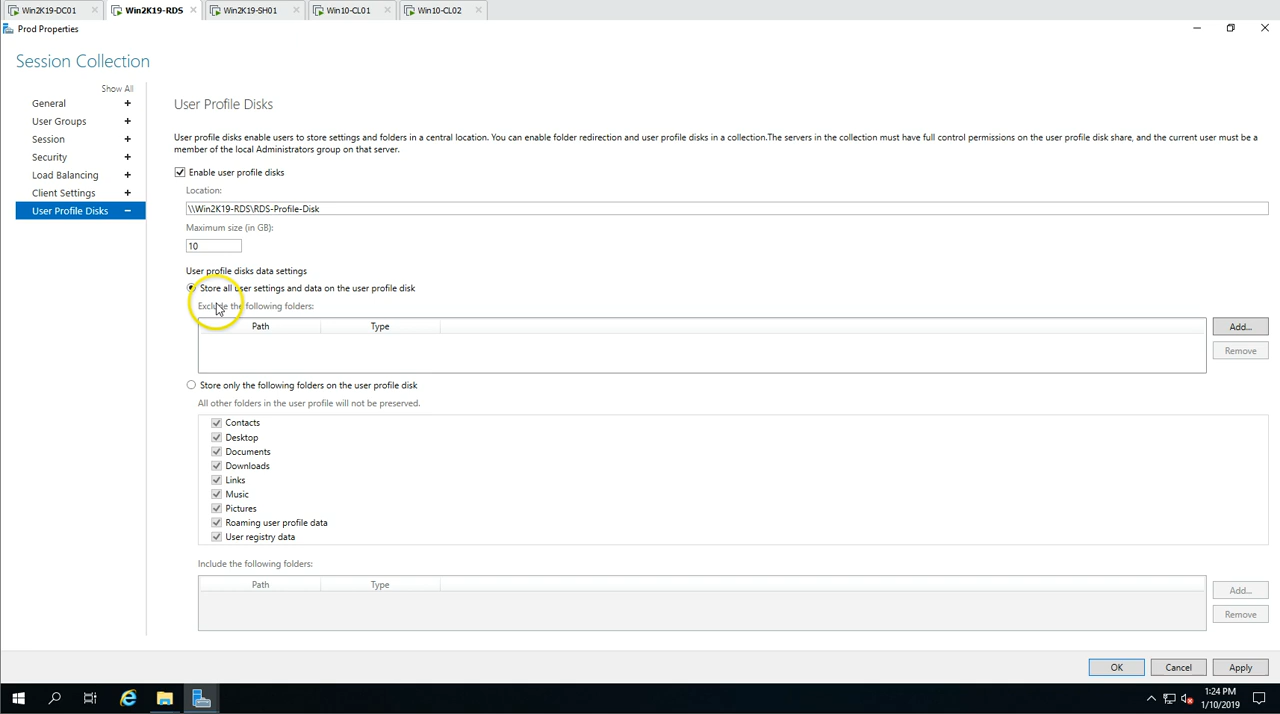 Win2K19-DC01
Win2K19-RDS
Win2K19-SH01
Win10-CL01
Win10-CL02
Prod Properties
Session Collection
Show All
General +
User Groups +
Session +
Security +
Load Balancing +
Client Settings +
User Profile Disks –
User Profile Disks
User profile disks enable users to store settings and folders in a central location. You can enable folder redirection and user profile disks in a collection.The servers in the collection must have full control permissions on the user profile disk share, and the current user must be a
member of the local Administrators group on that server.
Enable user profile disks
Location:
\\Win2K19-RDS\RDS-Profile-Disk
Maximum size (in GB):
10
User profile disks data settings
Store all user settings and data on the user profile disk
Exclude the following folders:
Path Type
Add...
Remove
Store only the following folders on the user profile disk
All other folders in the user profile will not be preserved.
Contacts
Desktop
Documents
Downloads
Links
Music
Pictures
Roaming user profile data
User registry data
Include the following folders:
Path Type
Add...
Remove
OK Cancel Apply
1:24 PM
1/10/2019